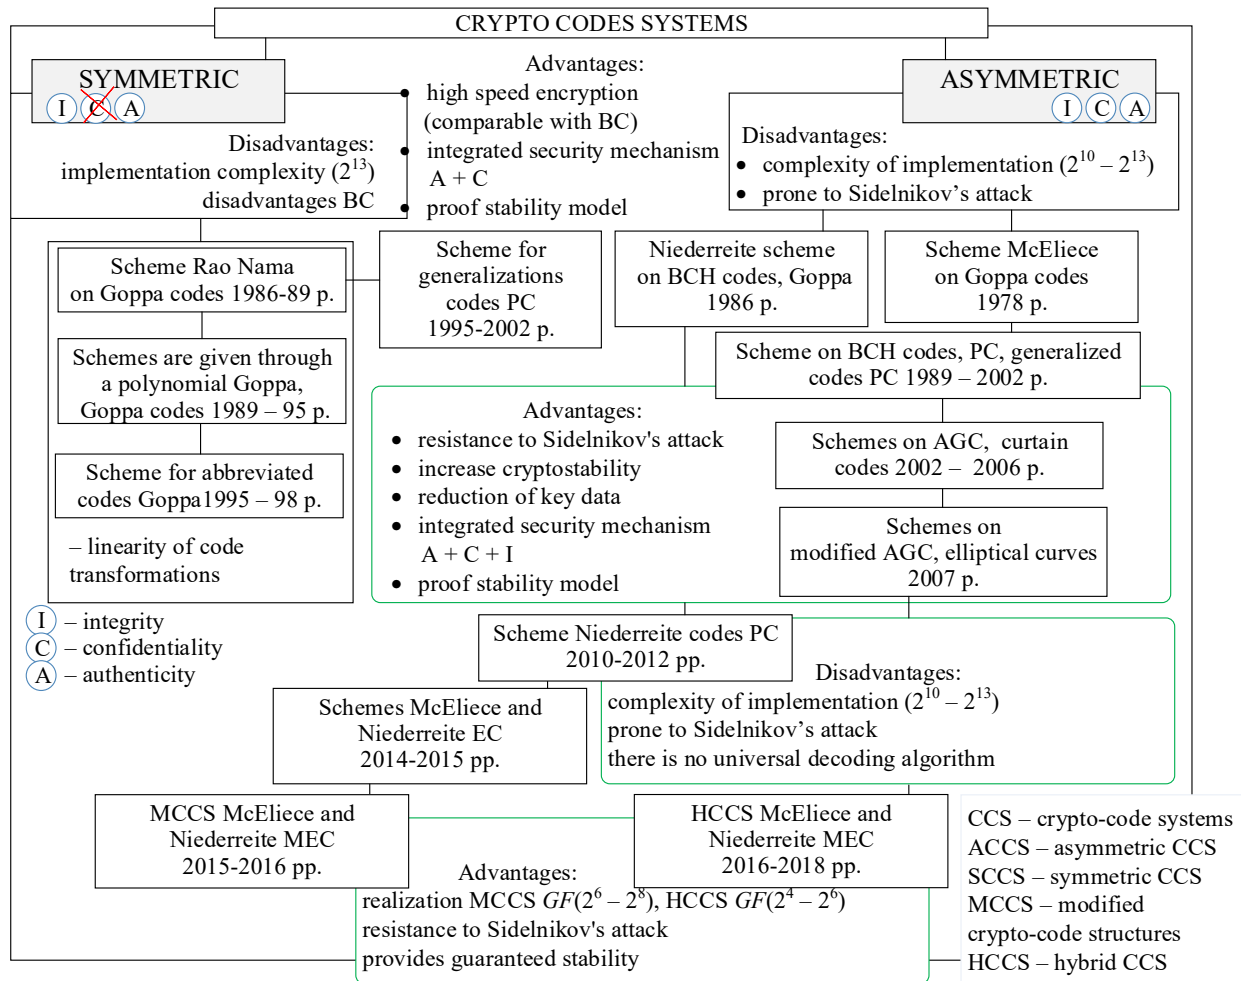 CRYPTO CODES SYSTEMS
SYMMETRIC
I C A
Disadvantages:
implementation complexity (2^13)
disadvantages BC
Advantages:
• high speed encryption
(comparable with BC)
• integrated security mechanism
A + C
• proof stability model
ASYMMETRIC
I C A
Disadvantages:
• complexity of implementation (2^10 – 2^13)
• prone to Sidelnikov’s attack
Scheme Rao Nama
on Goppa codes 1986-89 p.
Schemes are given through
a polynomial Goppa,
Goppa codes 1989 – 95 p.
Scheme for abbreviated
codes Goppa1995 – 98 p.
– linearity of code
transformations
Scheme for
generalizations
codes PC
1995-2002 p.
Niederreite scheme
on BCH codes, Goppa
1986 p.
Scheme McEliece
on Goppa codes
1978 p.
Scheme on BCH codes, PC, generalized
codes PC 1989 – 2002 p.
Advantages:
• resistance to Sidelnikov's attack
• increase cryptostability
• reduction of key data
• integrated security mechanism
A + C + I
• proof stability model
Schemes on AGC, curtain
codes 2002 – 2006 p.
Schemes on
modified AGC, elliptical curves
2007 p.
I – integrity
C – confidentiality
A – authenticity
Scheme Niederreite codes PC
2010-2012 pp.
Disadvantages:
complexity of implementation (2^10 – 2^13)
prone to Sidelnikov’s attack
there is no universal decoding algorithm
Schemes McEliece and
Niederreite EC
2014-2015 pp.
MCCS McEliece and
Niederreite MEC
2015-2016 pp.
HCCS McEliece and
Niederreite MEC
2016-2018 pp.
Advantages:
realization MCCS GF(2^6 – 2^8), HCCS GF(2^4 – 2^6)
resistance to Sidelnikov's attack
provides guaranteed stability
CCS – crypto-code systems
ACCS – asymmetric CCS
SCCS – symmetric CCS
MCCS – modified
crypto-code structures
HCCS – hybrid CCS